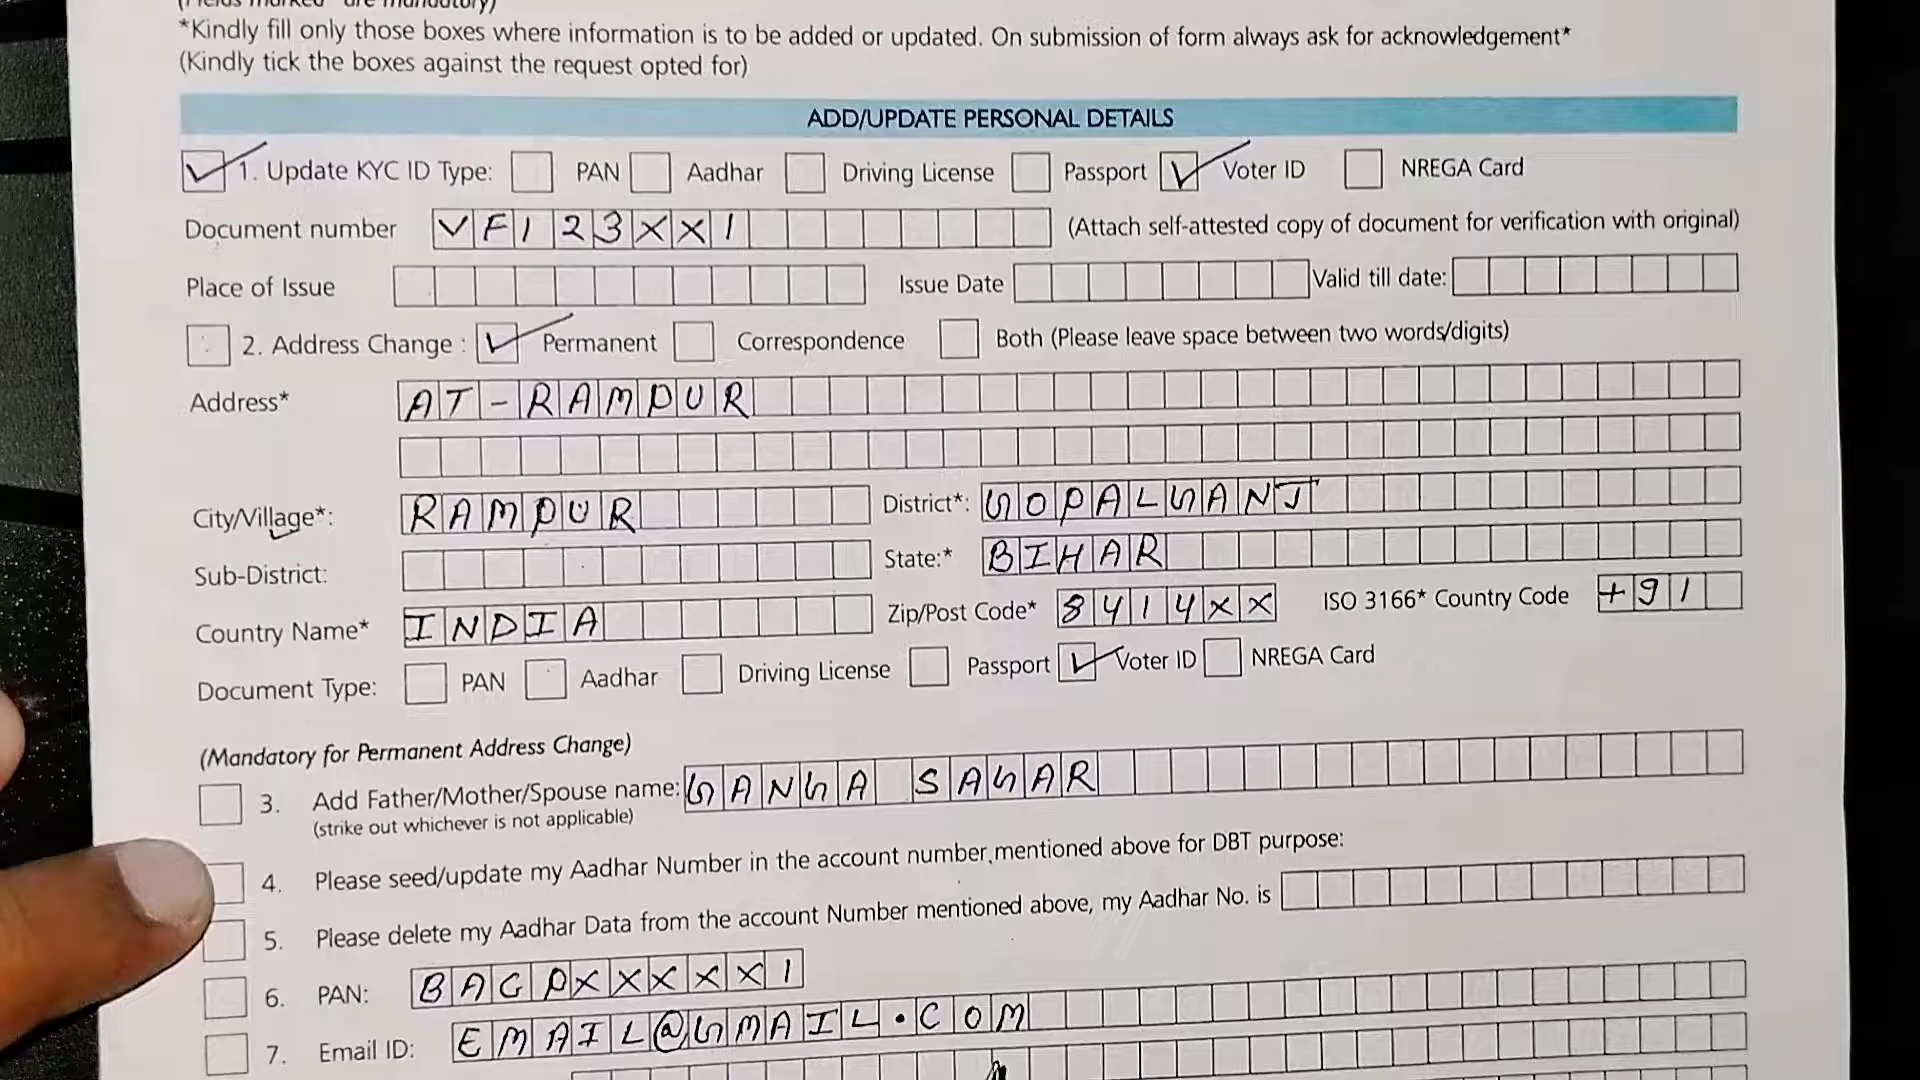 (Fields marked * are mandatory)
*Kindly fill only those boxes where information is to be added or updated. On submission of form always ask for acknowledgement*
(Kindly tick the boxes against the request opted for)
ADD/UPDATE PERSONAL DETAILS
1. Update KYC ID Type: PAN Aadhar Driving License Passport Voter ID NREGA Card
Document number VF123XX1 (Attach self-attested copy of document for verification with original)
Place of Issue Issue Date Valid till date:
2. Address Change : Permanent Correspondence Both (Please leave space between two words/digits)
Address* AT-RAMPUR
City/Village*: RAMPUR District*: GOPALGANJ
Sub-District: State:* BIHAR
Country Name* INDIA Zip/Post Code* 8414XX ISO 3166* Country Code +91
Document Type: PAN Aadhar Driving License Passport Voter ID NREGA Card
(Mandatory for Permanent Address Change)
3. Add Father/Mother/Spouse name: GANGA SAGAR
(strike out whichever is not applicable)
4. Please seed/update my Aadhar Number in the account number mentioned above for DBT purpose:
5. Please delete my Aadhar Data from the account Number mentioned above, my Aadhar No. is
6. PAN: BAGPXXXXX1
7. Email ID: EMAIL@GMAIL.COM